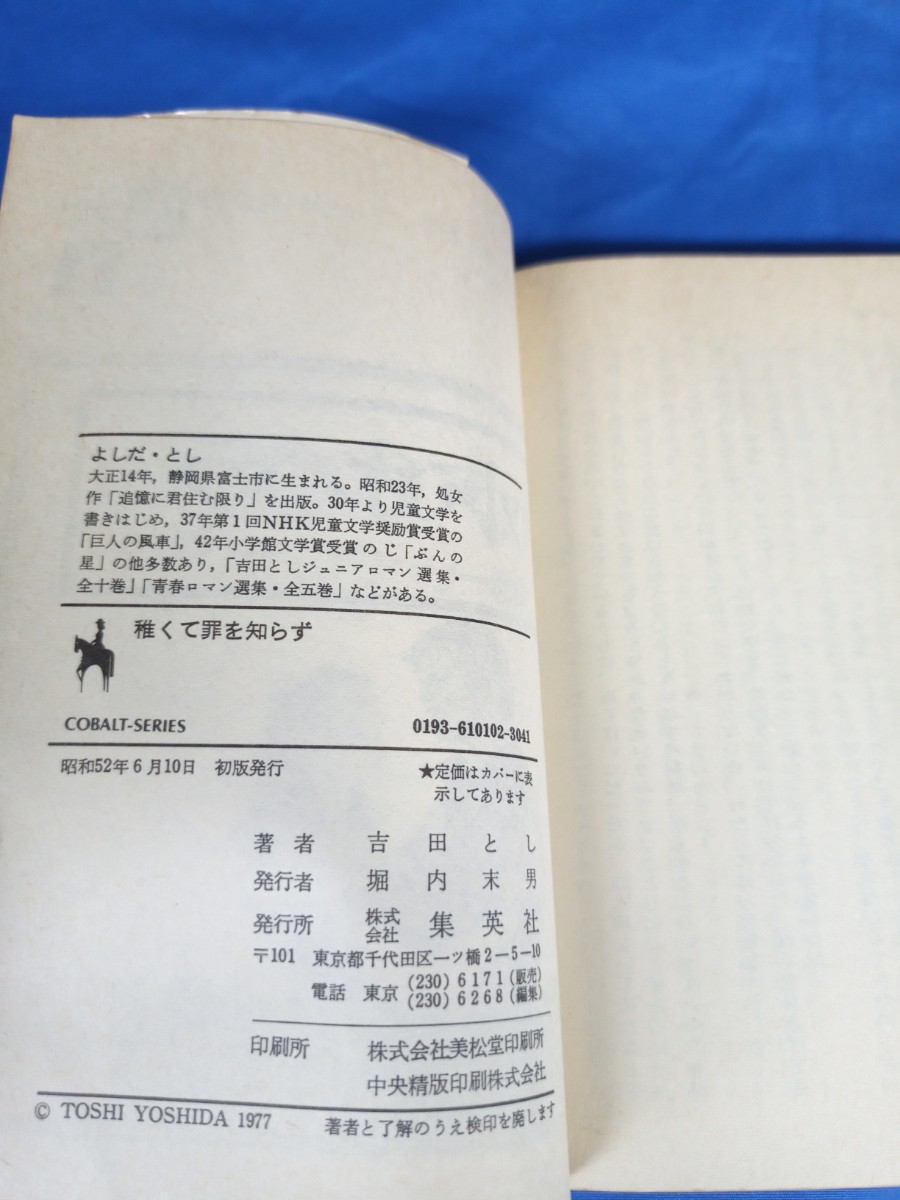 よしだ・とし
大正14年，静岡県富士市に生まれる。昭和23年，処女
作「追憶に君住む限り」を出版。30年より児童文学を
書きはじめ，37年第１回NHK児童文学奨励賞受賞の
「巨人の風車」，42年小学館文学賞受賞のじ「ぶんの
星」の他多数あり，「吉田としジュニアロマン選集・
全十巻」「青春ロマン選集・全五巻」などがある。
稚くて罪を知らず
COBALT-SERIES
0193-610102-3041
昭和52年6月10日 初版発行
★定価はカバーに表
示してあります
著者 吉田とし
発行者 堀内末男
発行所 株式会社 集英社
〒101 東京都千代田区一ツ橋2－5－10
電話 東京 (230) 6171 (販売)
(230) 6268 (編集)
印刷所 株式会社美松堂印刷所
中央精版印刷株式会社
© TOSHI YOSHIDA 1977
著者と了解のうえ検印を廃します